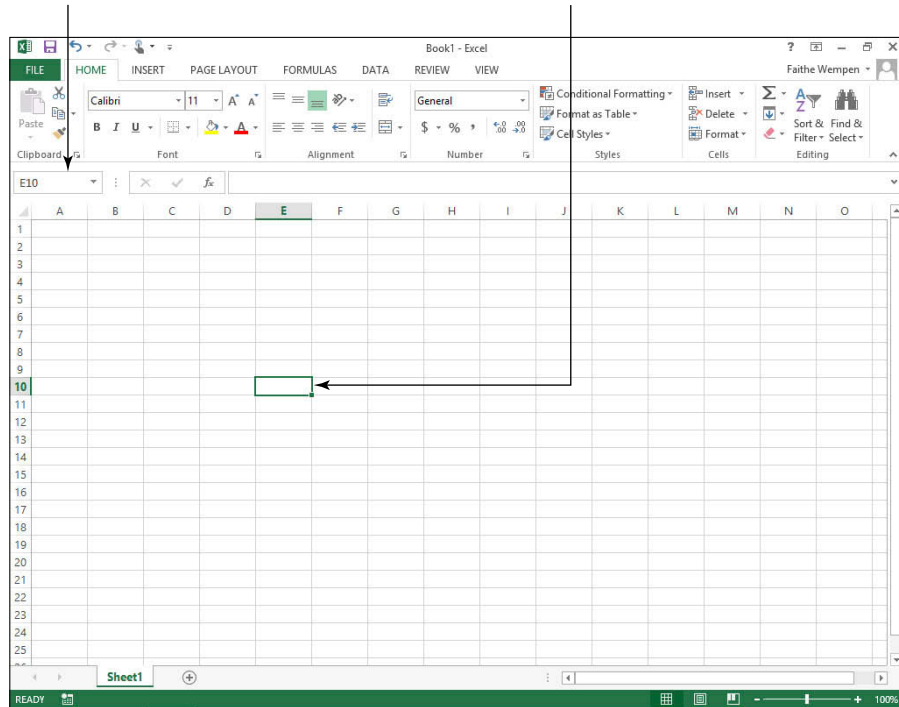 Book1 - Excel
?
FILE HOME INSERT PAGE LAYOUT FORMULAS DATA REVIEW VIEW Faithe Wempen
Paste
Calibri 11 A A
B I U A
General
$ % , .00 .0 .00
Conditional Formatting
Format as Table
Cell Styles
Insert
Delete
Format
Σ
A Z
Sort & Filter
Find & Select
Clipboard Font Alignment Number Styles Cells Editing
E10 fx
A B C D E F G H I J K L M N O
1
2
3
4
5
6
7
8
9
10
11
12
13
14
15
16
17
18
19
20
21
22
23
24
25
Sheet1
READY 100%